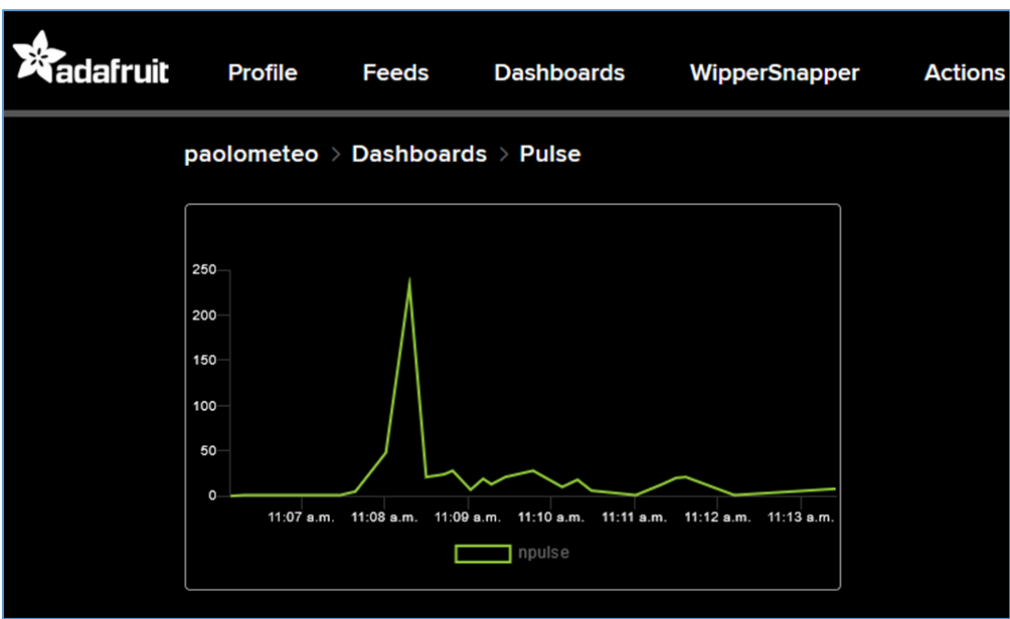 adafruit Profile Feeds Dashboards WipperSnapper Actions
paolometeo > Dashboards > Pulse
250
200
150
100
50
0
11:07 a.m. 11:08 a.m. 11:09 a.m. 11:10 a.m. 11:11 a.m. 11:12 a.m. 11:13 a.m.
npulse